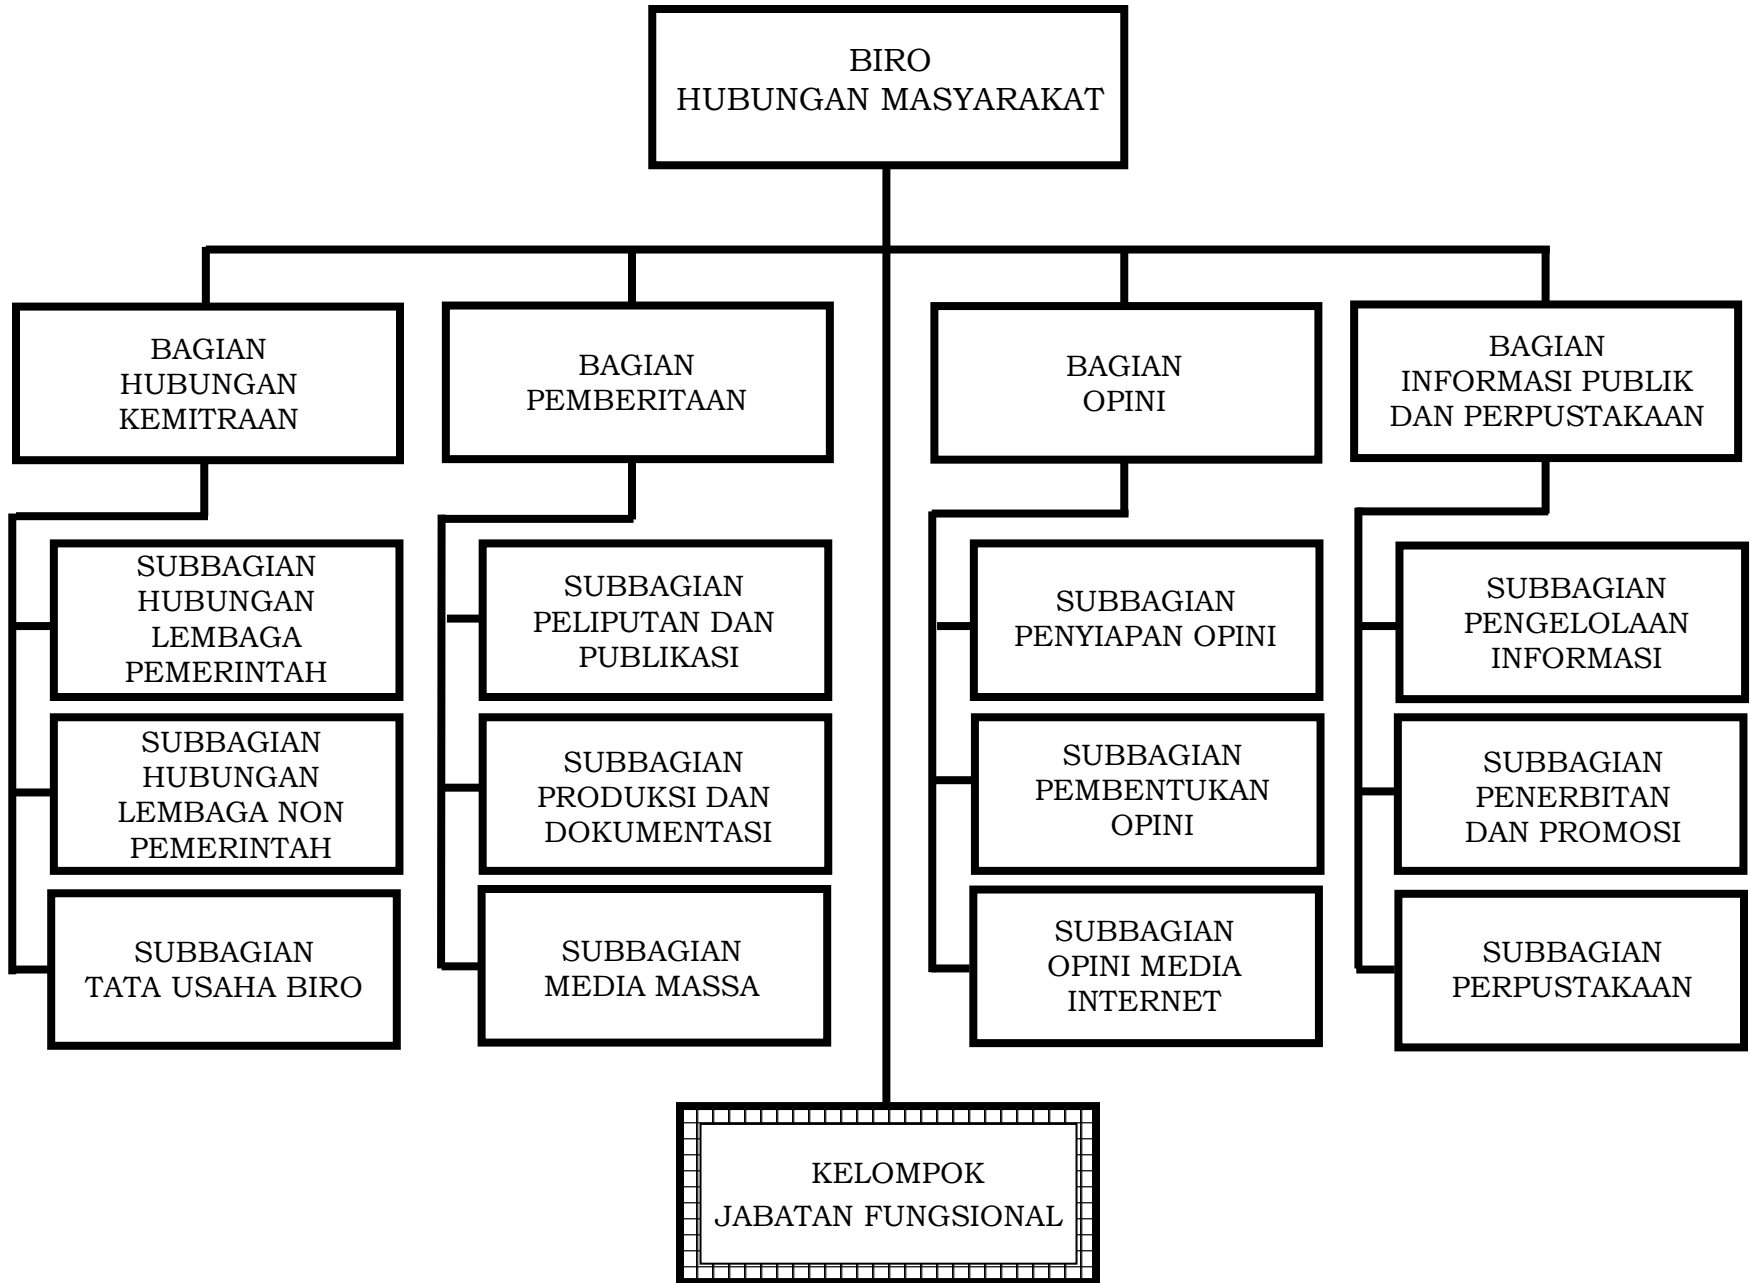 BIRO
HUBUNGAN MASYARAKAT
BAGIAN
HUBUNGAN
KEMITRAAN
BAGIAN
PEMBERITAAN
BAGIAN
OPINI
BAGIAN
INFORMASI PUBLIK
DAN PERPUSTAKAAN
SUBBAGIAN
HUBUNGAN
LEMBAGA
PEMERINTAH
SUBBAGIAN
PELIPUTAN DAN
PUBLIKASI
SUBBAGIAN
PENYIAPAN OPINI
SUBBAGIAN
PENGELOLAAN
INFORMASI
SUBBAGIAN
HUBUNGAN
LEMBAGA NON
PEMERINTAH
SUBBAGIAN
PRODUKSI DAN
DOKUMENTASI
SUBBAGIAN
PEMBENTUKAN
OPINI
SUBBAGIAN
PENERBITAN
DAN PROMOSI
SUBBAGIAN
TATA USAHA BIRO
SUBBAGIAN
MEDIA MASSA
SUBBAGIAN
OPINI MEDIA
INTERNET
SUBBAGIAN
PERPUSTAKAAN
KELOMPOK
JABATAN FUNGSIONAL